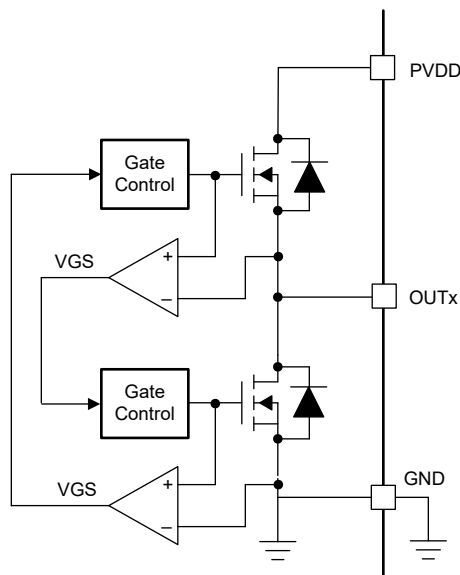 PVDD
Gate
Control
+
VGS
−
OUTx
Gate
Control
GND
+
VGS
−